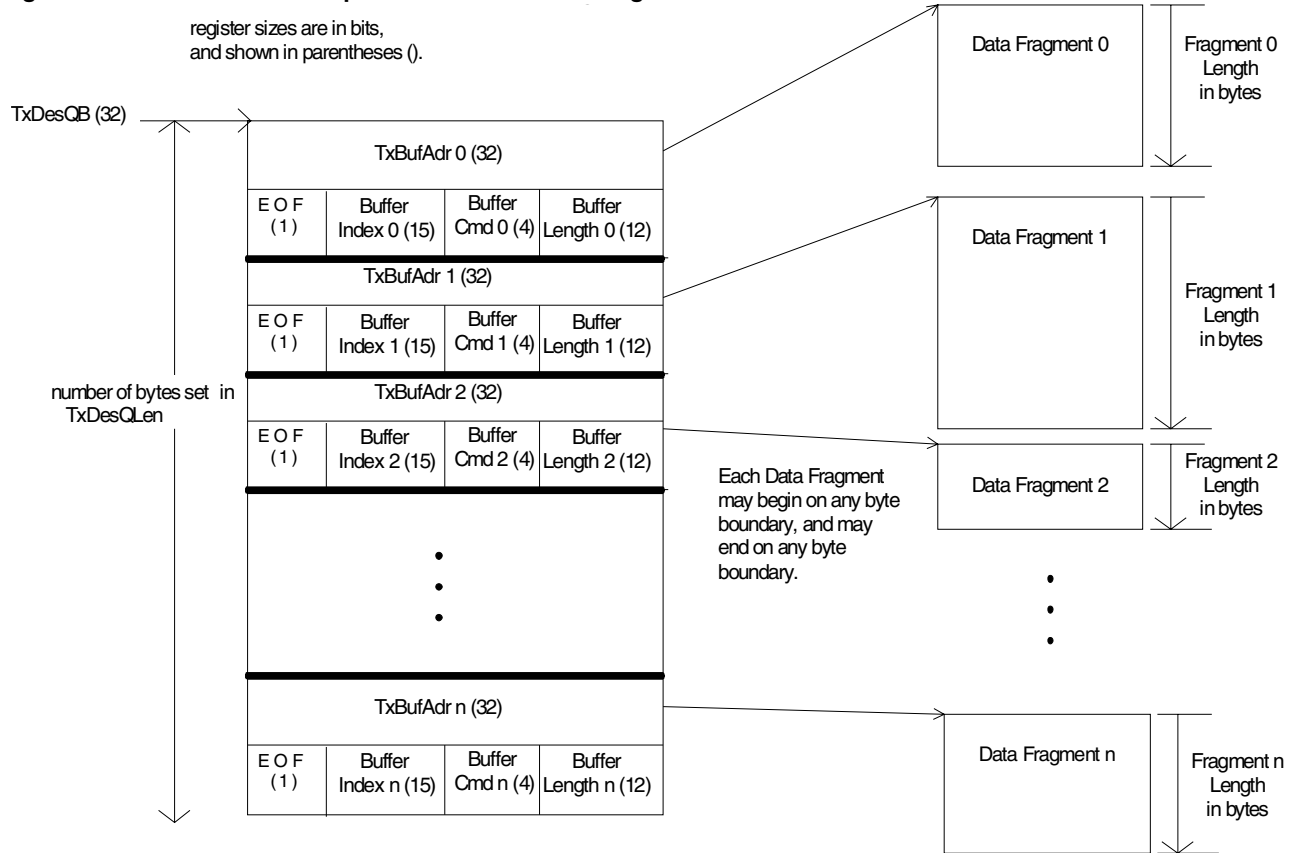 register sizes are in bits,
and shown in parentheses ().
TxDesQB (32)
TxBufAdr 0 (32)
E O F
(1)
Buffer
Index 0 (15)
Buffer
Cmd 0 (4)
Buffer
Length 0 (12)
TxBufAdr 1 (32)
E O F
(1)
Buffer
Index 1 (15)
Buffer
Cmd 1 (4)
Buffer
Length 1 (12)
number of bytes set in
TxDesQLen
TxBufAdr 2 (32)
E O F
(1)
Buffer
Index 2 (15)
Buffer
Cmd 2 (4)
Buffer
Length 2 (12)
TxBufAdr n (32)
E O F
(1)
Buffer
Index n (15)
Buffer
Cmd n (4)
Buffer
Length n (12)
Each Data Fragment
may begin on any byte
boundary, and may
end on any byte
boundary.
Data Fragment 0
Fragment 0
Length
in bytes
Data Fragment 1
Fragment 1
Length
in bytes
Data Fragment 2
Fragment 2
Length
in bytes
Data Fragment n
Fragment n
Length
in bytes